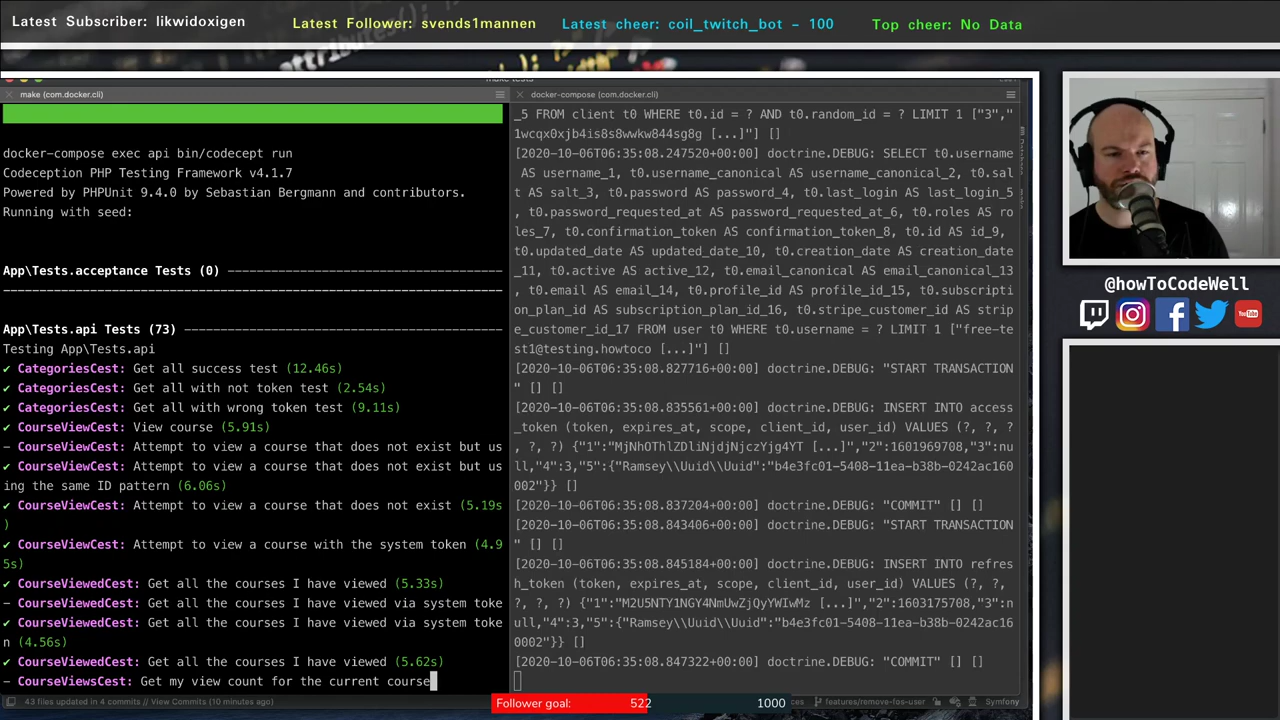 Latest Subscriber: likwidoxigen
Latest Follower: svends1mannen
Latest cheer: coil_twitch_bot - 100
Top cheer: No Data
make (com.docker.cli)
docker-compose exec api bin/codecept run
Codeception PHP Testing Framework v4.1.7
Powered by PHPUnit 9.4.0 by Sebastian Bergmann and contributors.
Running with seed:
App\Tests.acceptance Tests (0) --------------------------------
App\Tests.api Tests (73) --------------------------------
Testing App\Tests.api
✔ CategoriesCest: Get all success test (12.46s)
✔ CategoriesCest: Get all with not token test (2.54s)
✔ CategoriesCest: Get all with wrong token test (9.11s)
✔ CourseViewCest: View course (5.91s)
- CourseViewCest: Attempt to view a course that does not exist but us
✔ CourseViewCest: Attempt to view a course that does not exist but us
ing the same ID pattern (6.06s)
✔ CourseViewCest: Attempt to view a course that does not exist (5.19s
)
✔ CourseViewCest: Attempt to view a course with the system token (4.9
5s)
✔ CourseViewedCest: Get all the courses I have viewed (5.33s)
- CourseViewedCest: Get all the courses I have viewed via system toke
✔ CourseViewedCest: Get all the courses I have viewed via system toke
n (4.56s)
✔ CourseViewedCest: Get all the courses I have viewed (5.62s)
- CourseViewsCest: Get my view count for the current course
43 files updated in 4 commits // View Commits (10 minutes ago)
docker-compose (com.docker.cli)
_5 FROM client t0 WHERE t0.id = ? AND t0.random_id = ? LIMIT 1 ["3","
1wcqx0xjb4is8s8wwkw844sg8g [...]"] []
[2020-10-06T06:35:08.247520+00:00] doctrine.DEBUG: SELECT t0.username
AS username_1, t0.username_canonical AS username_canonical_2, t0.sal
t AS salt_3, t0.password AS password_4, t0.last_login AS last_login_5
, t0.password_requested_at AS password_requested_at_6, t0.roles AS ro
les_7, t0.confirmation_token AS confirmation_token_8, t0.id AS id_9,
t0.updated_date AS updated_date_10, t0.creation_date AS creation_date
_11, t0.active AS active_12, t0.email_canonical AS email_canonical_13
, t0.email AS email_14, t0.profile_id AS profile_id_15, t0.subscripti
on_plan_id AS subscription_plan_id_16, t0.stripe_customer_id AS strip
e_customer_id_17 FROM user t0 WHERE t0.username = ? LIMIT 1 ["free-te
st1@testing.howtoco [...]"] []
[2020-10-06T06:35:08.827716+00:00] doctrine.DEBUG: "START TRANSACTION
" [] []
[2020-10-06T06:35:08.835561+00:00] doctrine.DEBUG: INSERT INTO access
_token (token, expires_at, scope, client_id, user_id) VALUES (?, ?, ?
, ?, ?) {"1":"MjNhOThlZDliNjdjNjczYjg4YT [...]","2":1601969708,"3":nu
ll,"4":3,"5":{"Ramsey\\Uuid\\Uuid":"b4e3fc01-5408-11ea-b38b-0242ac160
002"}} []
[2020-10-06T06:35:08.837204+00:00] doctrine.DEBUG: "COMMIT" [] []
[2020-10-06T06:35:08.843406+00:00] doctrine.DEBUG: "START TRANSACTION
" [] []
[2020-10-06T06:35:08.845184+00:00] doctrine.DEBUG: INSERT INTO refres
h_token (token, expires_at, scope, client_id, user_id) VALUES (?, ?,
?, ?, ?) {"1":"M2U5NTY1NGY4NmUwZjQyYWIwMz [...]","2":1603175708,"3":n
ull,"4":3,"5":{"Ramsey\\Uuid\\Uuid":"b4e3fc01-5408-11ea-b38b-0242ac16
0002"}} []
[2020-10-06T06:35:08.847322+00:00] doctrine.DEBUG: "COMMIT" [] []
features/remove-fos-user
Symfony
Follower goal: 522 1000
@howToCodeWell
You Tube